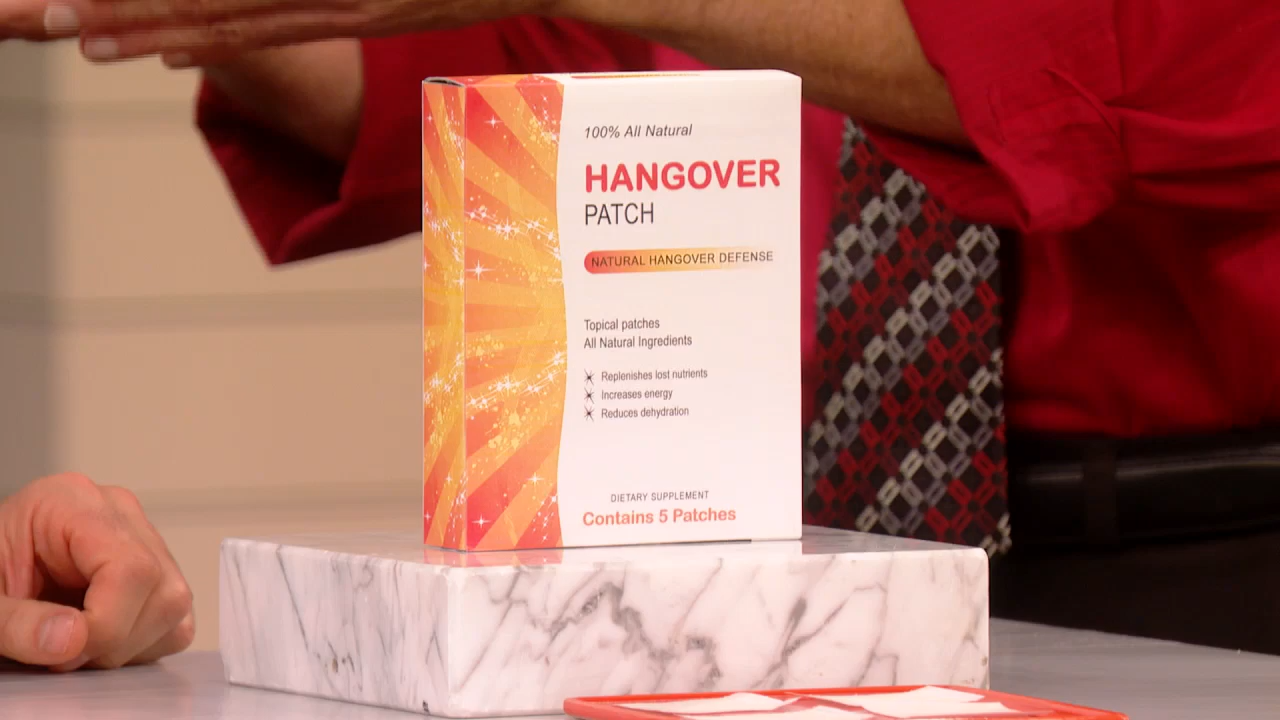 100% All Natural
HANGOVER
PATCH
NATURAL HANGOVER DEFENSE
Topical patches
All Natural Ingredients
Replenishes lost nutrients
Increases energy
Reduces dehydration
DIETARY SUPPLEMENT
Contains 5 Patches